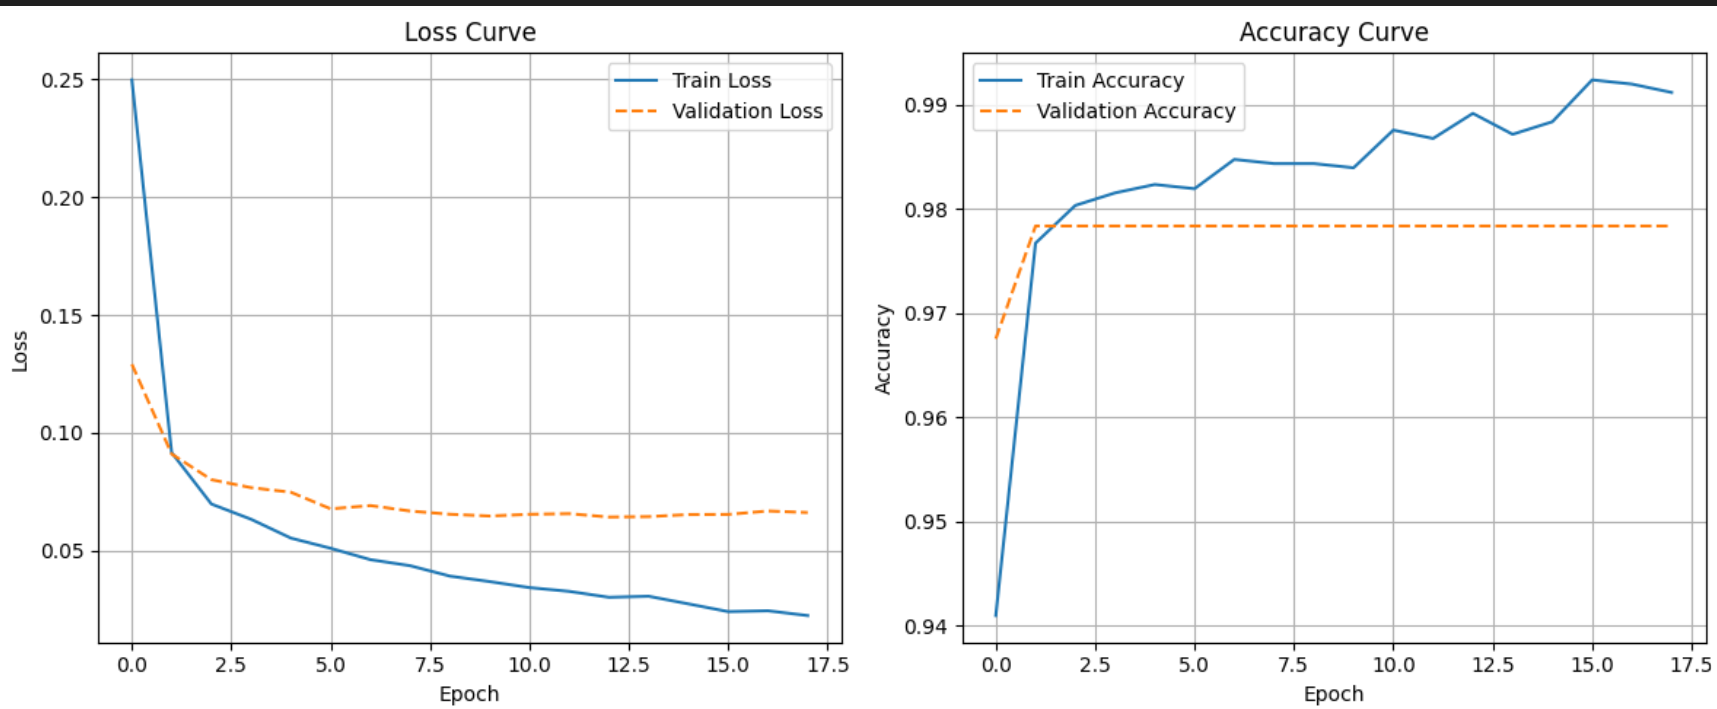 Loss Curve
Train Loss
Validation Loss
0.25
0.20
0.15
0.10
0.05
Loss
0.0 2.5 5.0 7.5 10.0 12.5 15.0 17.5
Epoch
Accuracy Curve
Train Accuracy
Validation Accuracy
0.99
0.98
0.97
0.96
0.95
0.94
Accuracy
0.0 2.5 5.0 7.5 10.0 12.5 15.0 17.5
Epoch